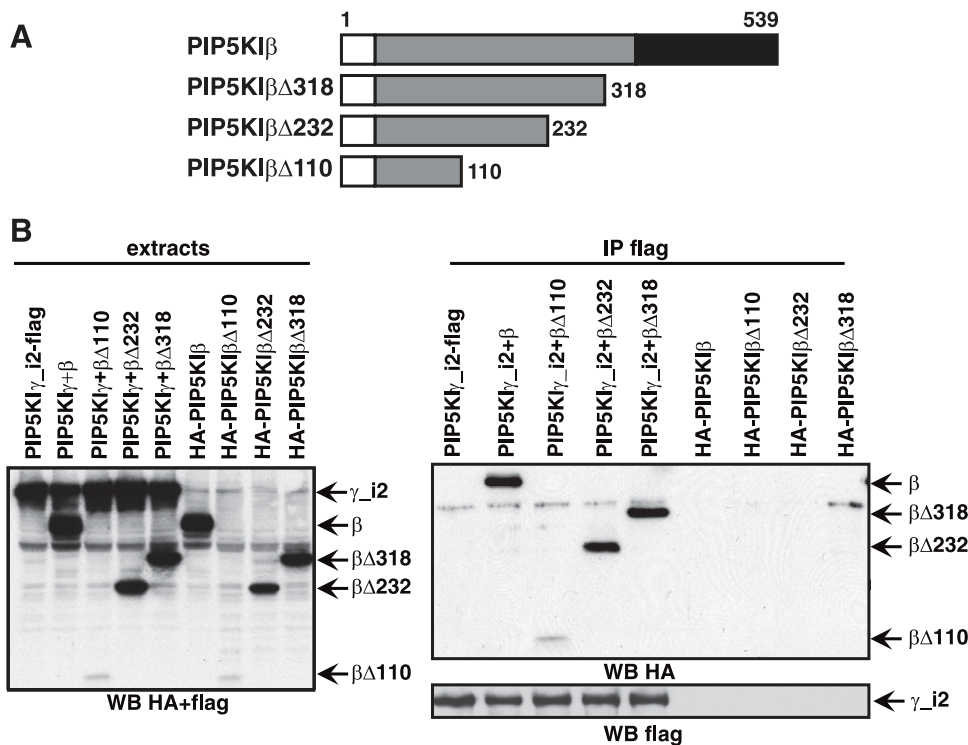 A
1 539
PIP5KIβ
PIP5KIβΔ318 318
PIP5KIβΔ232 232
PIP5KIβΔ110 110
B
extracts
PIP5KIγ_i2-flag
PIP5KIγ+β
PIP5KIγ+βΔ110
PIP5KIγ+βΔ232
PIP5KIγ+βΔ318
HA-PIP5KIβ
HA-PIP5KIβΔ110
HA-PIP5KIβΔ232
HA-PIP5KIβΔ318
γ_i2
β
βΔ318
βΔ232
βΔ110
WB HA+flag
IP flag
PIP5KIγ_i2-flag
PIP5KIγ_i2+β
PIP5KIγ_i2+βΔ110
PIP5KIγ_i2+βΔ232
PIP5KIγ_i2+βΔ318
HA-PIP5KIβ
HA-PIP5KIβΔ110
HA-PIP5KIβΔ232
HA-PIP5KIβΔ318
β
βΔ318
βΔ232
βΔ110
WB HA
γ_i2
WB flag